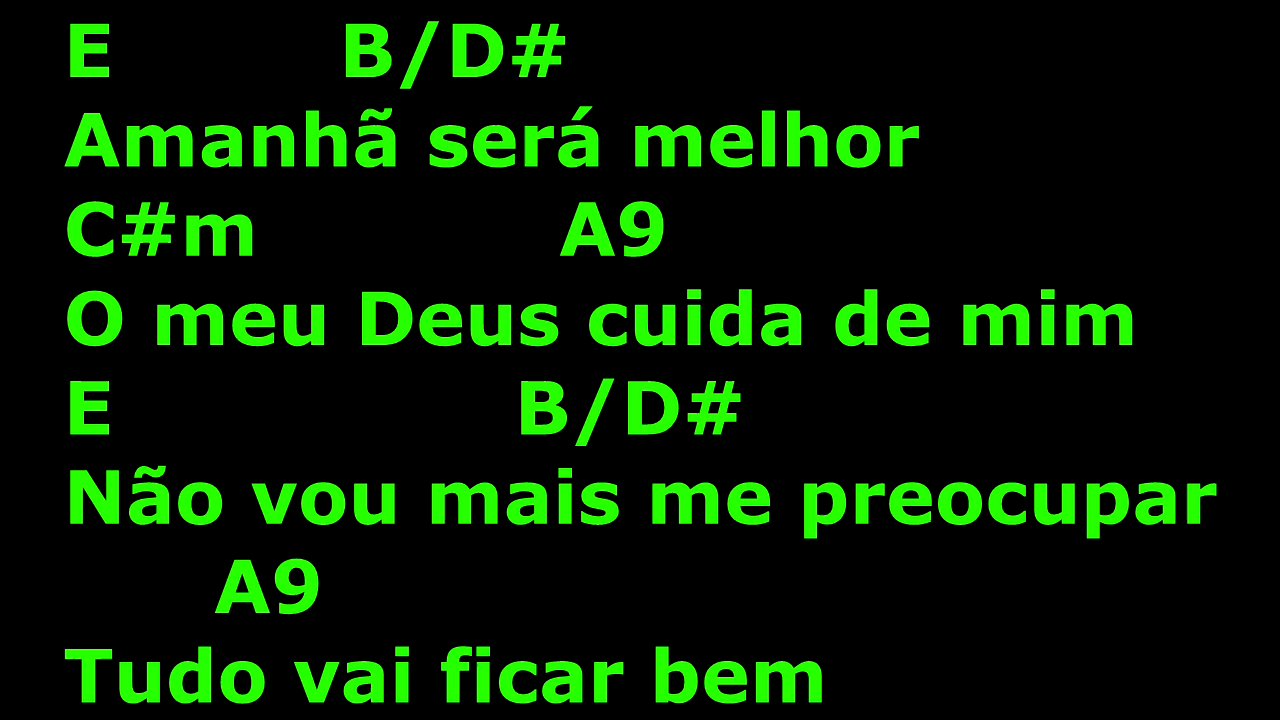 E B/D#
Amanhã será melhor
C#m A9
O meu Deus cuida de mim
E B/D#
Não vou mais me preocupar
A9
Tudo vai ficar bem